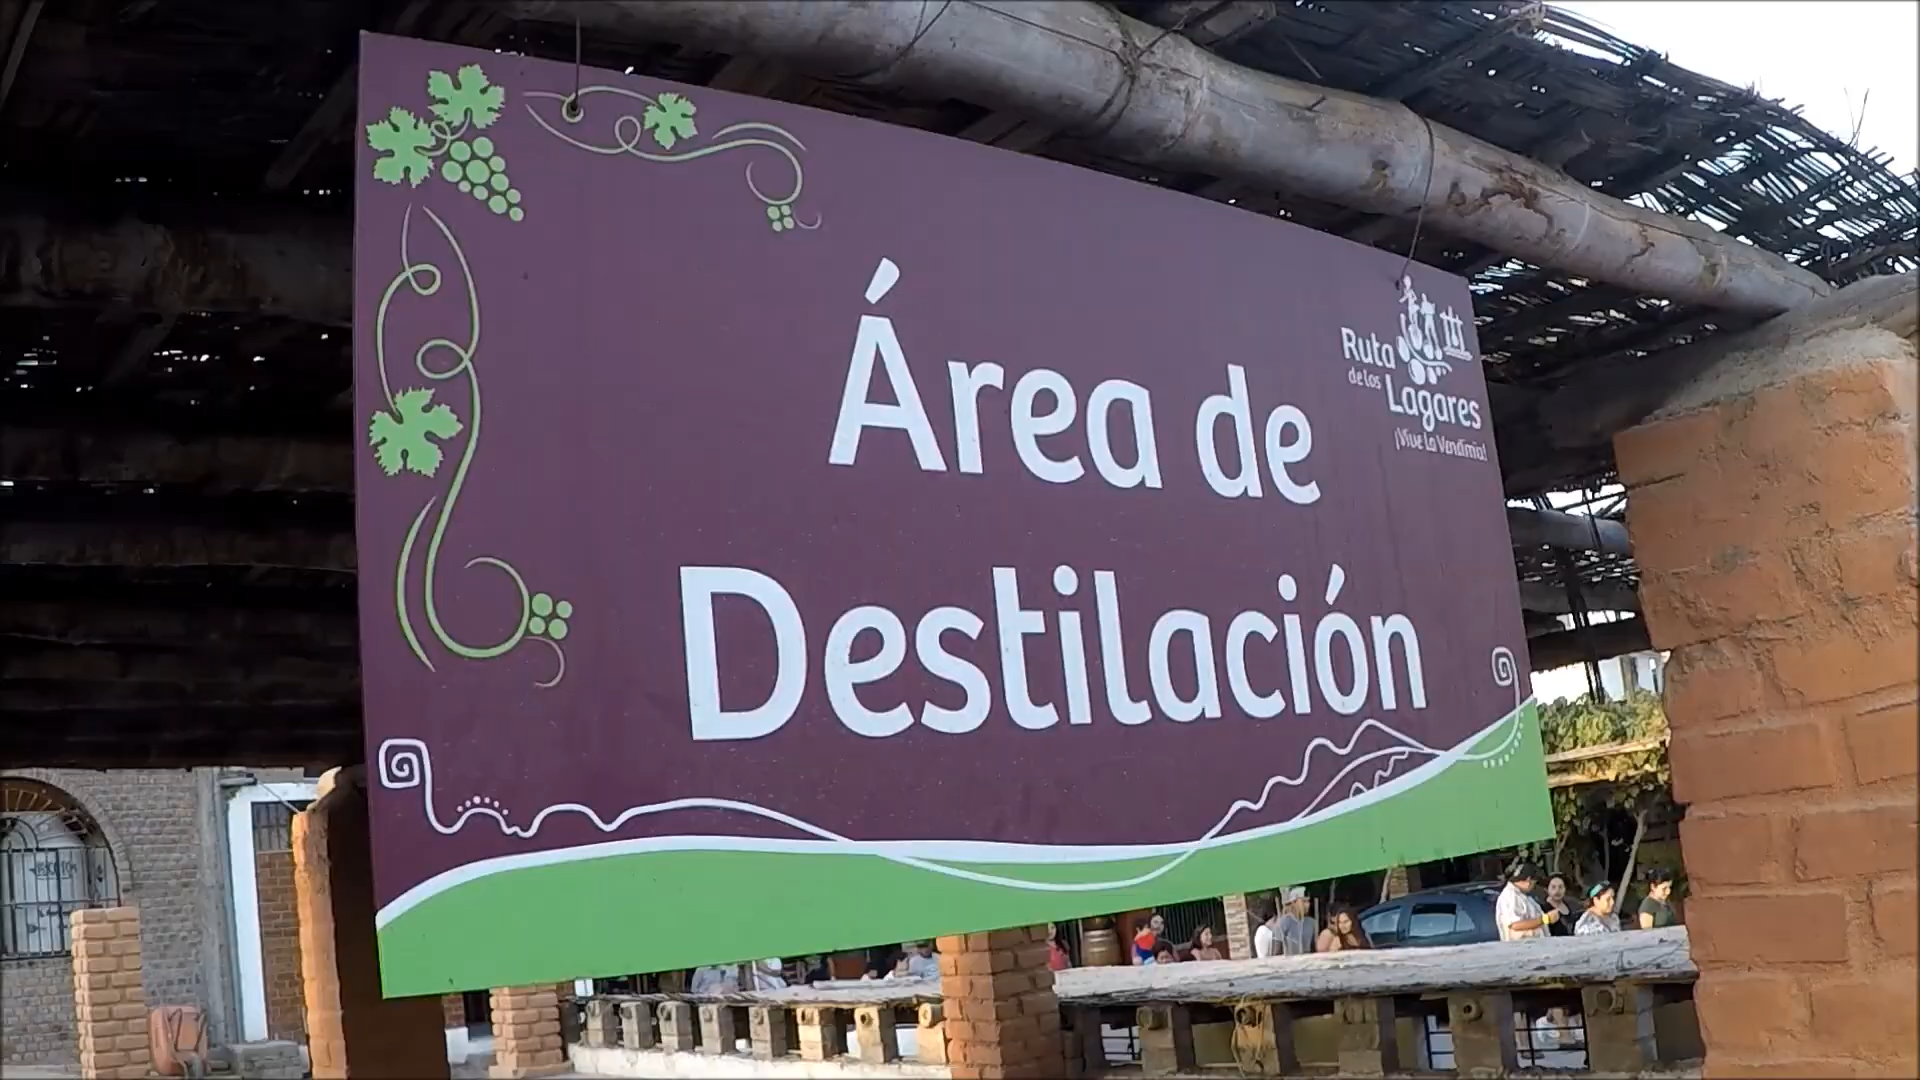 Área de
Destilación
Ruta
de los
Lagares
¡Vive La Vendimia!